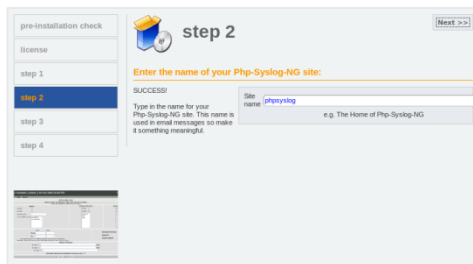 pre-installation check
license
step 1
step 2
step 3
step 4
step 2
Next >>
Enter the name of your Php-Syslog-NG site:
SUCCESS!
Type in the name for your
Php-Syslog-NG site. This name is
used in email messages so make
it something meaningful.
Site name phpsyslog
e.g. The Home of Php-Syslog-NG